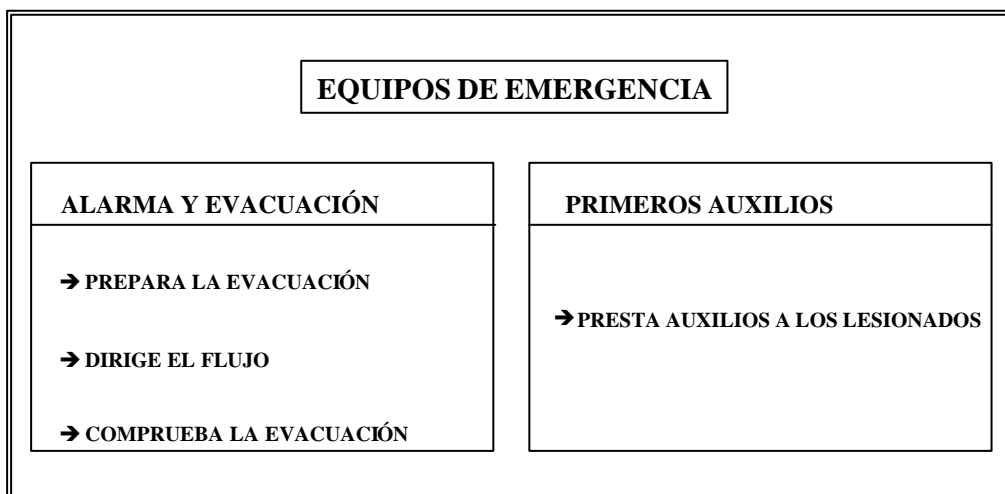 EQUIPOS DE EMERGENCIA
ALARMA Y EVACUACIÓN
➔ PREPARA LA EVACUACIÓN
➔ DIRIGE EL FLUJO
➔ COMPRUEBA LA EVACUACIÓN
PRIMEROS AUXILIOS
➔ PRESTA AUXILIOS A LOS LESIONADOS